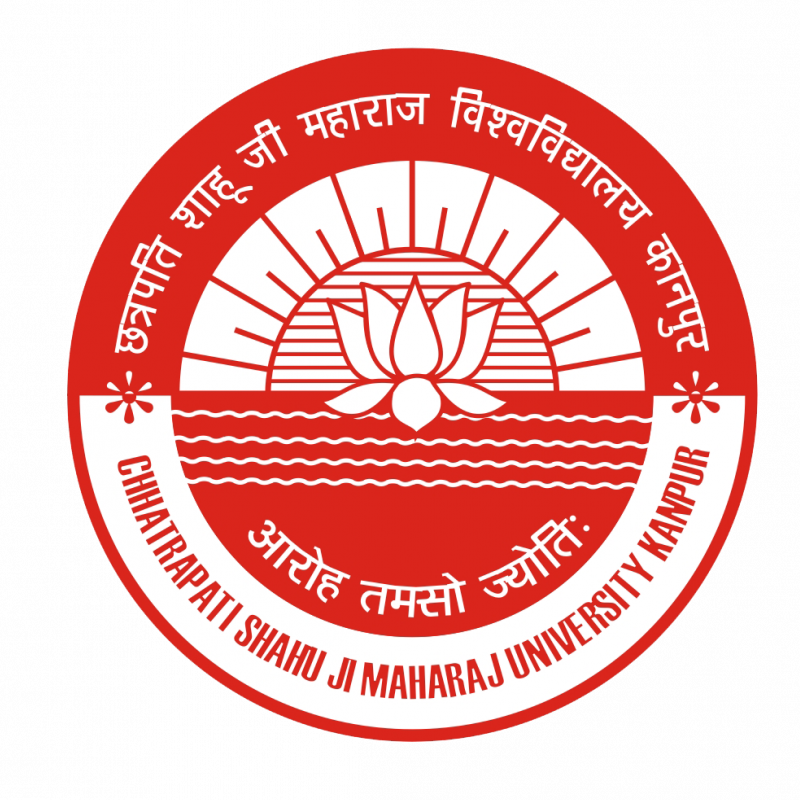 छत्रपति शाहू जी महाराज विश्वविद्यालय कानपुर
आरोह तमसो ज्योतिः
CHHATRAPATI SHAHU JI MAHARAJ UNIVERSITY KANPUR